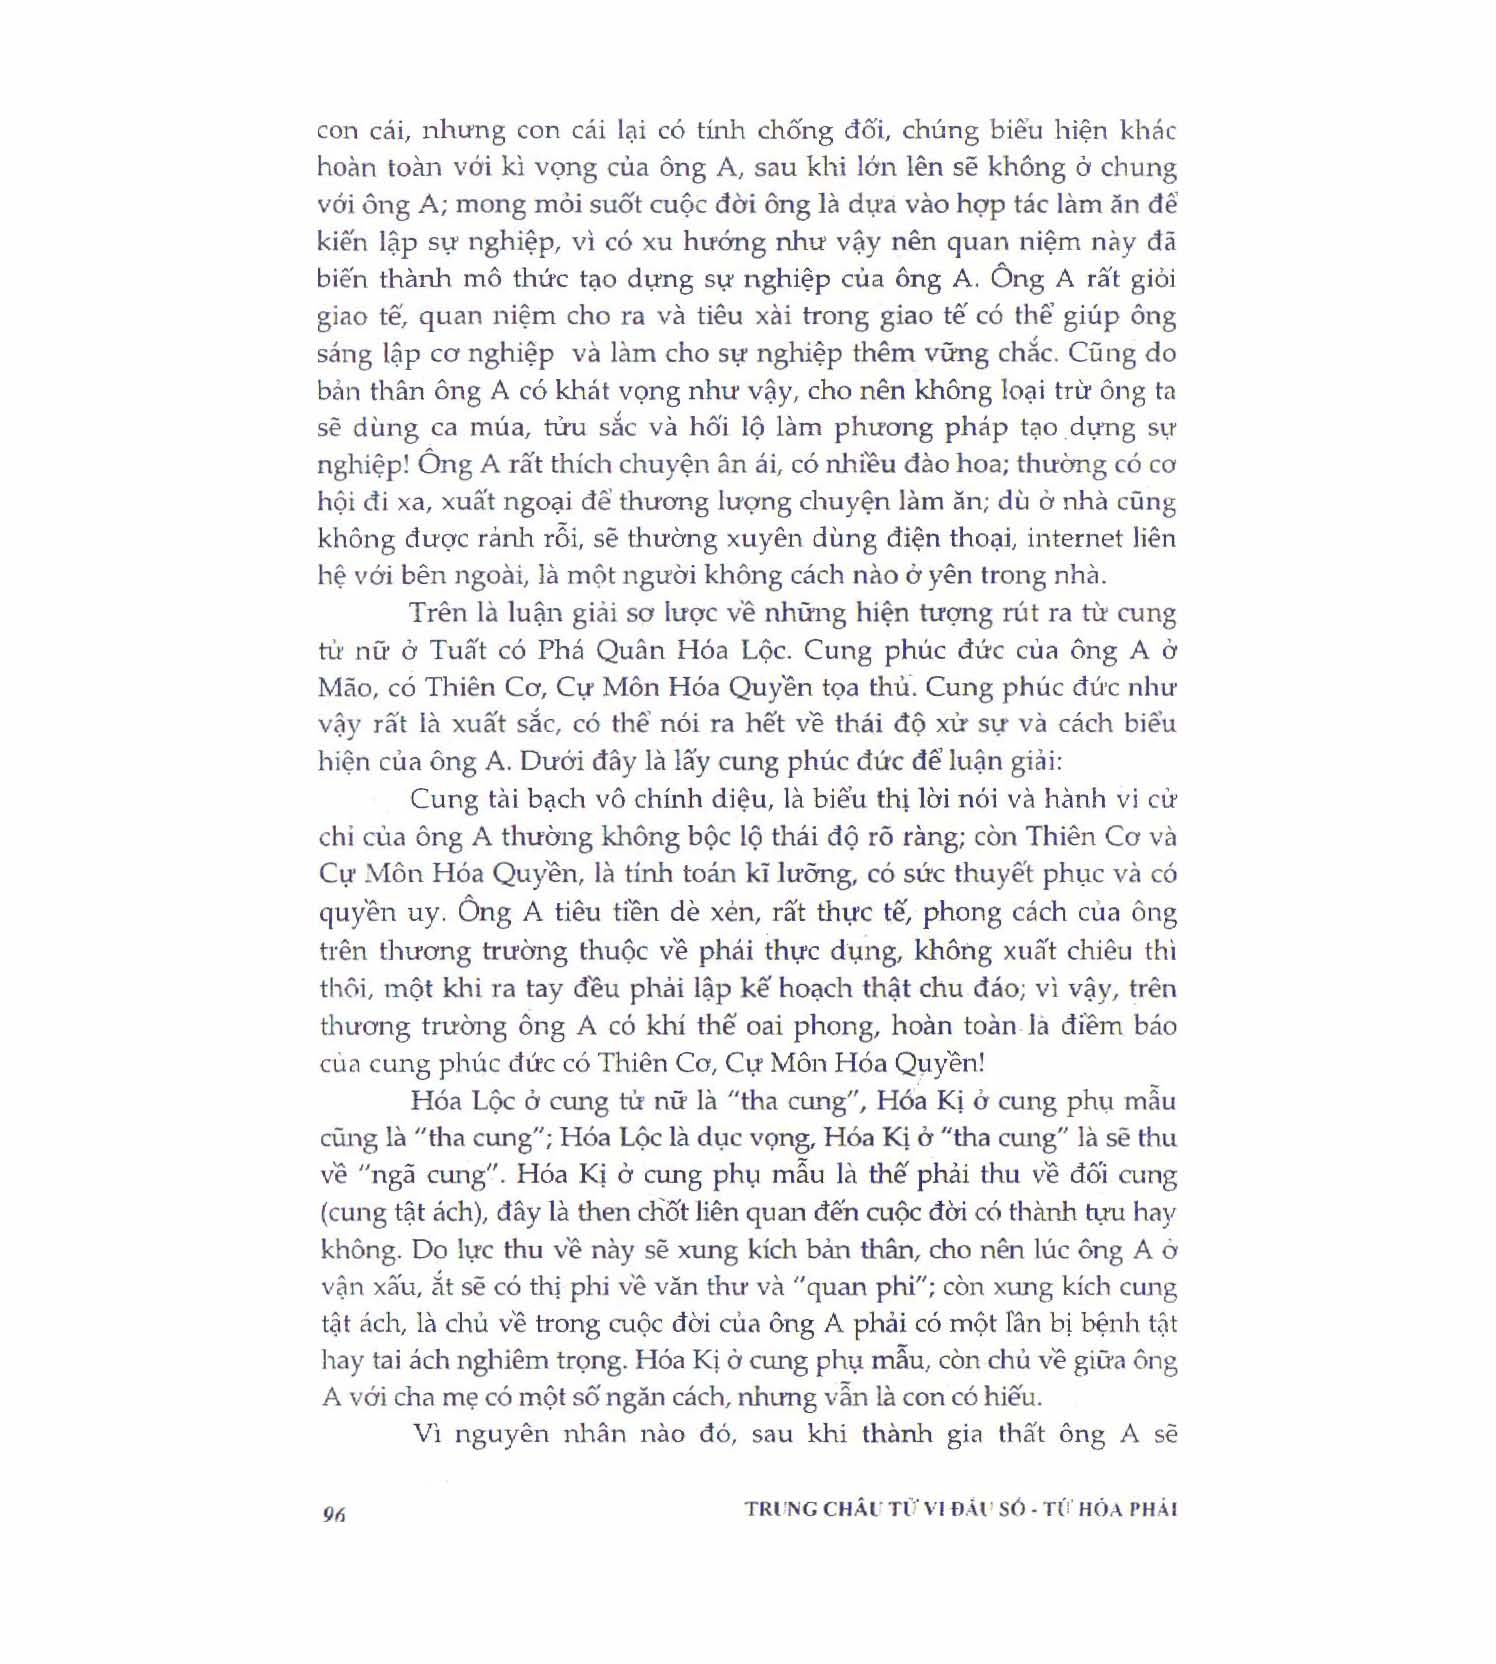 con cái, nhưng con cái lại có tính chống đối, chúng biểu hiện khác
hoàn toàn với kì vọng của ông A, sau khi lớn lên sẽ không ở chung
với ông A; mong mỏi suốt cuộc đời ông là dựa vào hợp tác làm ăn để
kiến lập sự nghiệp, vì có xu hướng như vậy nên quan niệm này đã
biến thành mô thức tạo dựng sự nghiệp của ông A. Ông A rất giỏi
giao tế, quan niệm cho ra và tiêu xài trong giao tế có thể giúp ông
sáng lập cơ nghiệp và làm cho sự nghiệp thêm vững chắc. Cũng do
bản thân ông A có khát vọng như vậy, cho nên không loại trừ ông ta
sẽ dùng ca múa, tửu sắc và hối lộ làm phương pháp tạo dựng sự
nghiệp! Ông A rất thích chuyện ân ái, có nhiều đào hoa; thường có cơ
hội đi xa, xuất ngoại để thương lượng chuyện làm ăn; dù ở nhà cũng
không được rảnh rỗi, sẽ thường xuyên dùng điện thoại, internet liên
hệ với bên ngoài, là một người không cách nào ở yên trong nhà.
Trên là luận giải sơ lược về những hiện tượng rút ra từ cung
tử nữ ở Tuất có Phá Quân Hóa Lộc. Cung phúc đức của ông A ở
Mão, có Thiên Cơ, Cự Môn Hóa Quyền tọa thủ. Cung phúc đức như
vậy rất là xuất sắc, có thể nói ra hết về thái độ xử sự và cách biểu
hiện của ông A. Dưới đây là lấy cung phúc đức để luận giải:
Cung tài bạch vô chính diệu, là biểu thị lời nói và hành vi cử
chỉ của ông A thường không bộc lộ thái độ rõ ràng; còn Thiên Cơ và
Cự Môn Hóa Quyền, là tính toán kĩ lưỡng, có sức thuyết phục và có
quyền uy. Ông A tiêu tiền dè xẻn, rất thực tế, phong cách của ông
trên thương trường thuộc về phái thực dụng, không xuất chiêu thì
thôi, một khi ra tay đều phải lập kế hoạch thật chu đáo; vì vậy, trên
thương trường ông A có khí thế oai phong, hoàn toàn là điềm báo
của cung phúc đức có Thiên Cơ, Cự Môn Hóa Quyền!
Hóa Lộc ở cung tử nữ là "tha cung", Hóa Kị ở cung phụ mẫu
cũng là "tha cung"; Hóa Lộc là dục vọng, Hóa Kị ở "tha cung" là sẽ thu
về "ngã cung". Hóa Kị ở cung phụ mẫu là thế phải thu về đối cung
(cung tật ách), đây là then chốt liên quan đến cuộc đời có thành tựu hay
không. Do lực thu về này sẽ xung kích bản thân, cho nên lúc ông A ở
vận xấu, ắt sẽ có thị phi về văn thư và "quan phi"; còn xung kích cung
tật ách, là chủ về trong cuộc đời của ông A phải có một lần bị bệnh tật
hay tai ách nghiêm trọng. Hóa Kị ở cung phụ mẫu, còn chủ về giữa ông
A với cha mẹ có một số ngăn cách, nhưng vẫn là con có hiếu.
Vì nguyên nhân nào đó, sau khi thành gia thất ông A sẽ
96 TRUNG CHÂU TỬ VI ĐẨU SỐ - TỨ HÓA PHÁI